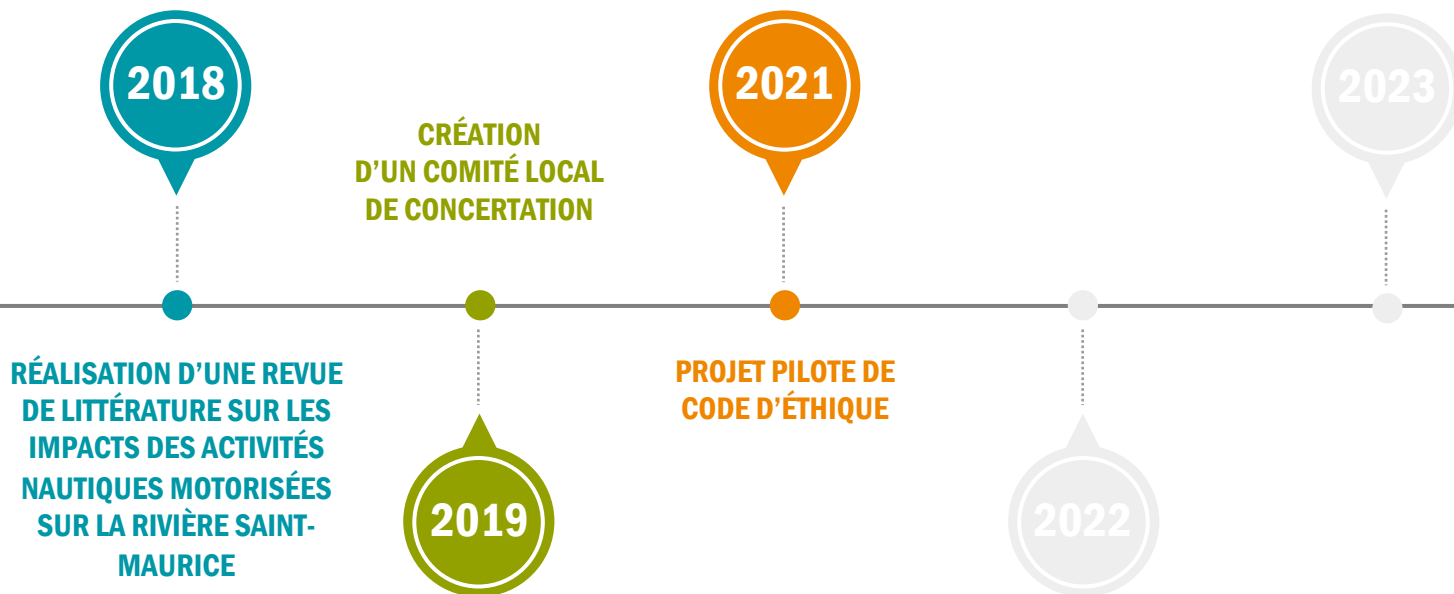 2018
RÉALISATION D'UNE REVUE
DE LITTÉRATURE SUR LES
IMPACTS DES ACTIVITÉS
NAUTIQUES MOTORISÉES
SUR LA RIVIÈRE SAINT-
MAURICE
CRÉATION
D'UN COMITÉ LOCAL
DE CONCERTATION
2019
2021
PROJET PILOTE DE
CODE D'ÉTHIQUE
2022
2023